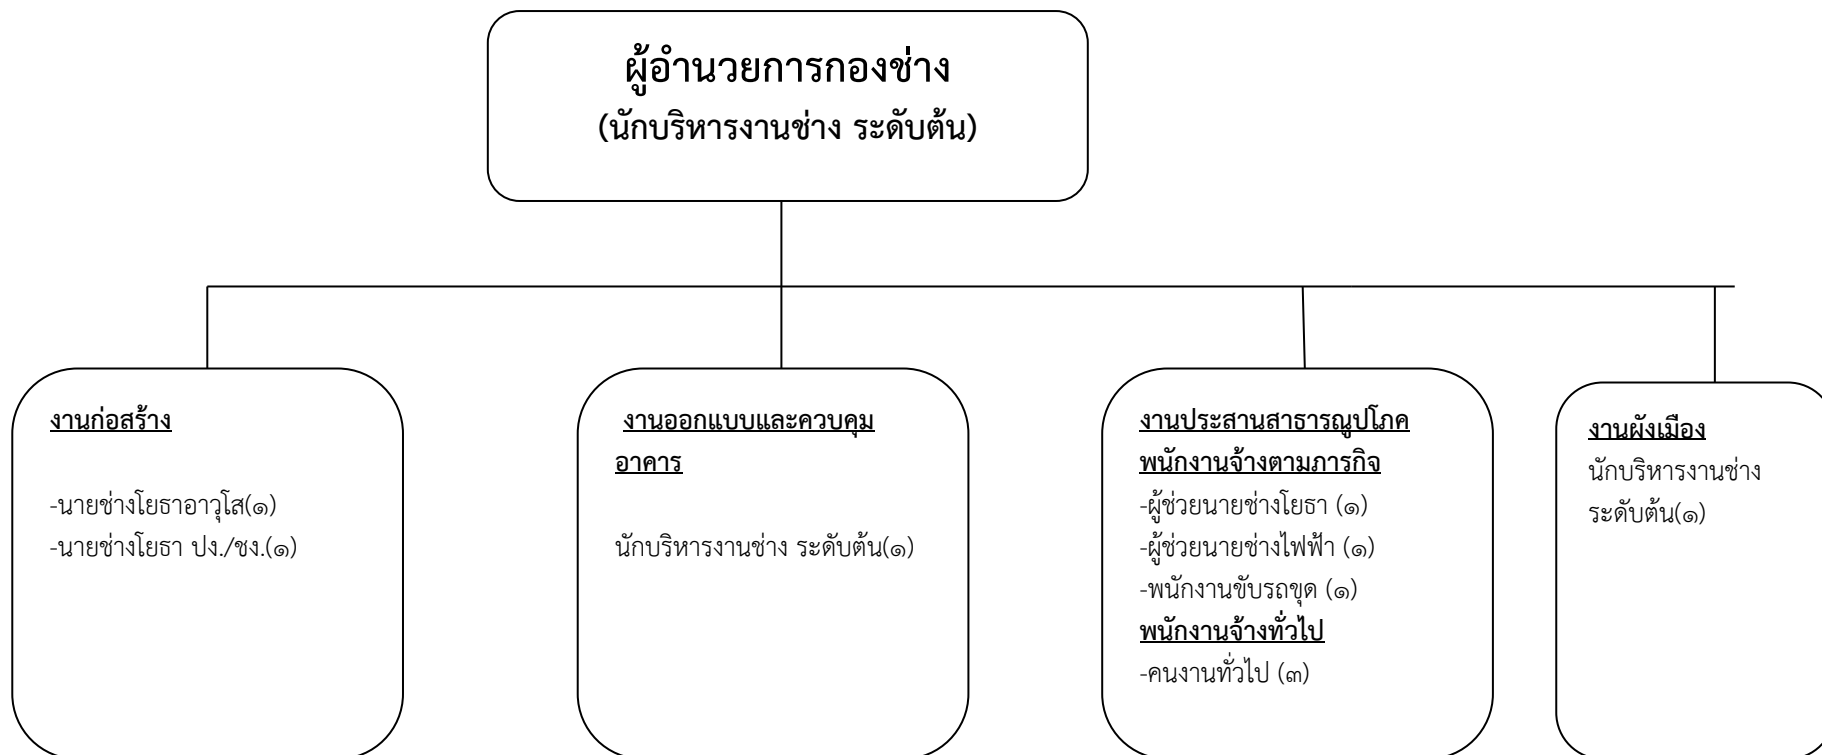 ผู้อำนวยการกองช่าง
(นักบริหารงานช่าง ระดับต้น)
งานก่อสร้าง
-นายช่างโยธาอาวุโส(๑)
-นายช่างโยธา ปง./ชง.(๑)
งานออกแบบและควบคุม
อาคาร
นักบริหารงานช่าง ระดับต้น(๑)
งานประสานสาธารณูปโภค
พนักงานจ้างตามภารกิจ
-ผู้ช่วยนายช่างโยธา (๑)
-ผู้ช่วยนายช่างไฟฟ้า (๑)
-พนักงานขับรถขุด (๑)
พนักงานจ้างทั่วไป
-คนงานทั่วไป (๓)
งานผังเมือง
นักบริหารงานช่าง
ระดับต้น(๑)